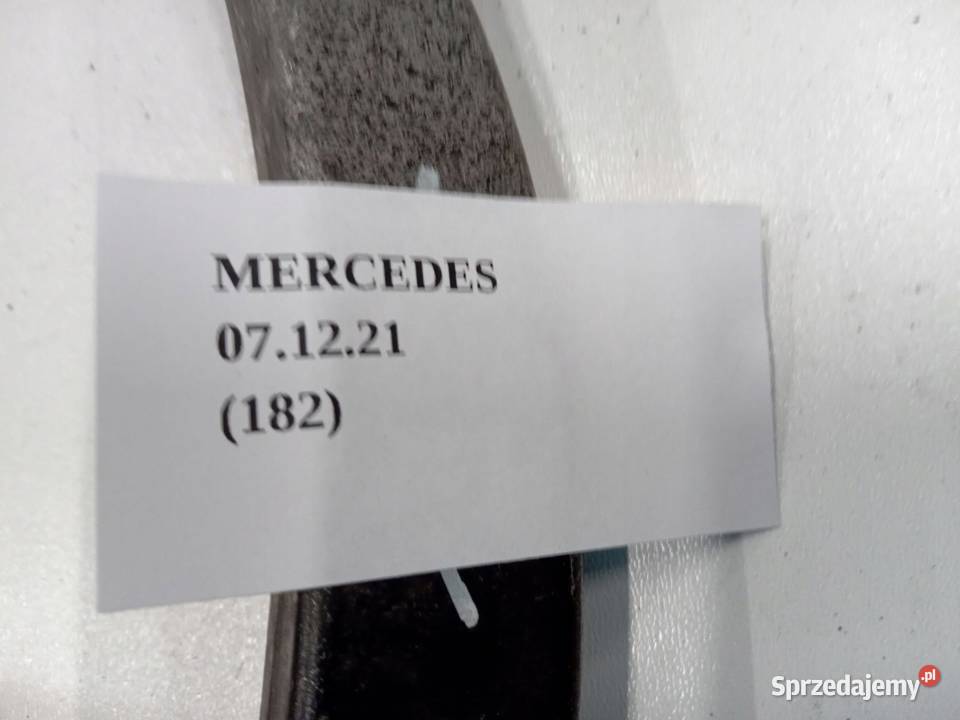 MERCEDES
07.12.21
(182)
Sprzedajemy.pl